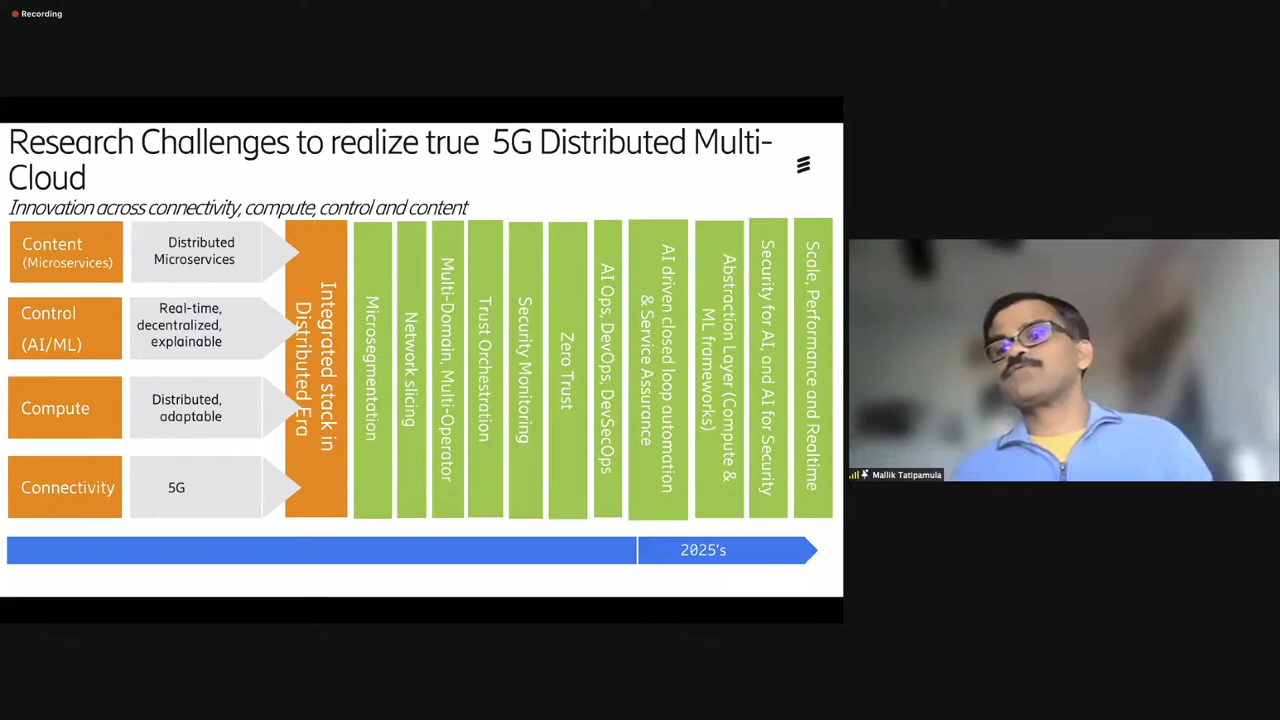 Recording
Research Challenges to realize true 5G Distributed Multi-
Cloud
Innovation across connectivity, compute, control and content
Content
(Microservices)
Distributed
Microservices
Control
(AI/ML)
Real-time,
decentralized,
explainable
Compute
Distributed,
adaptable
Connectivity
5G
Integrated stack in
Distributed Era
Microsegmentation
Network slicing
Multi-Domain, Multi-Operator
Trust Orchestration
Security Monitoring
Zero Trust
AI Ops, DevOps, DevSecOps
AI driven closed loop automation
& Service Assurance
Abstraction Layer (Compute &
ML frameworks)
Security for AI, and AI for Security
Scale, Performance and Realtime
2025's
Mallik Tatipamula